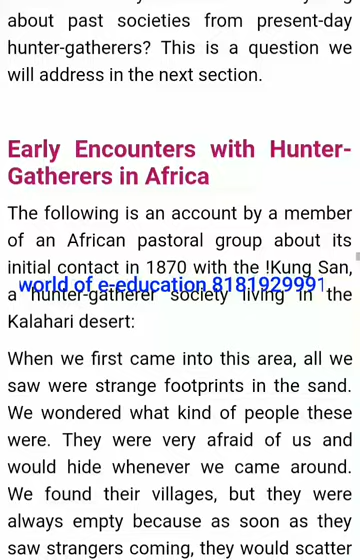 about past societies from present-day
hunter-gatherers? This is a question we
will address in the next section.
Early Encounters with Hunter-
Gatherers in Africa
The following is an account by a member
of an African pastoral group about its
initial contact in 1870 with the !Kung San,
world of e-education 8181929991
a hunter-gatherer society living in the
Kalahari desert:
When we first came into this area, all we
saw were strange footprints in the sand.
We wondered what kind of people these
were. They were very afraid of us and
would hide whenever we came around.
We found their villages, but they were
always empty because as soon as they
saw strangers coming, they would scatter